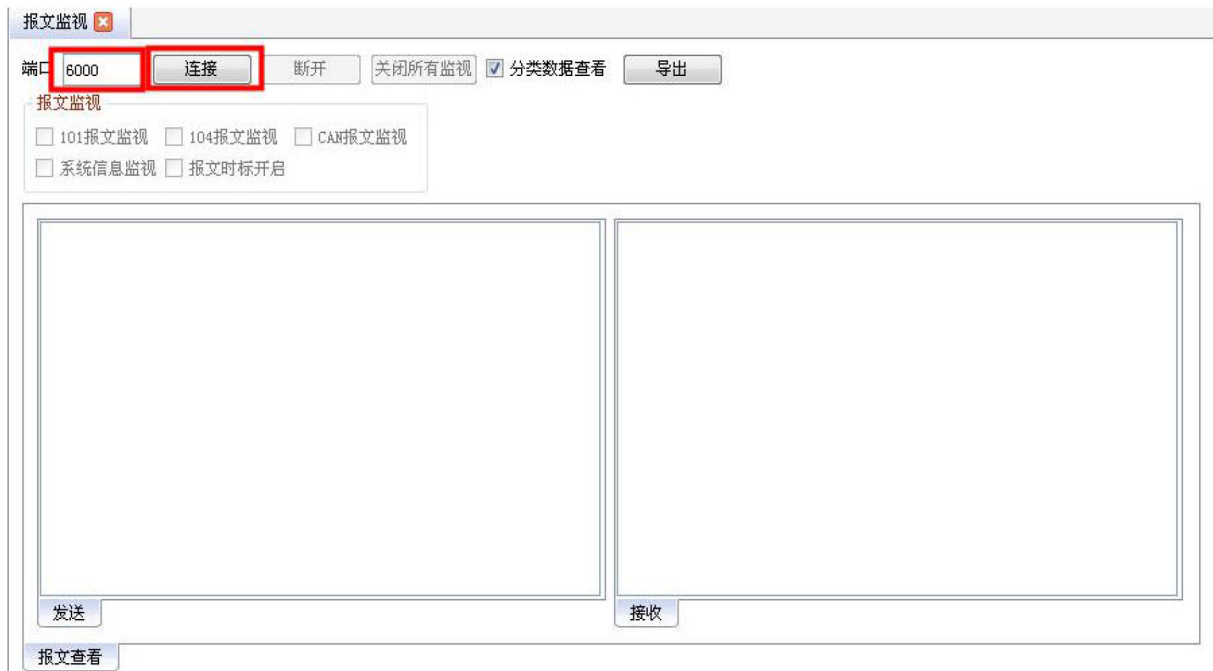 报文监视
端口 6000 连接 断开 关闭所有监视 分类数据查看 导出
报文监视
101报文监视 104报文监视 CAN报文监视
系统信息监视 报文时标开启
发送 接收
报文查看